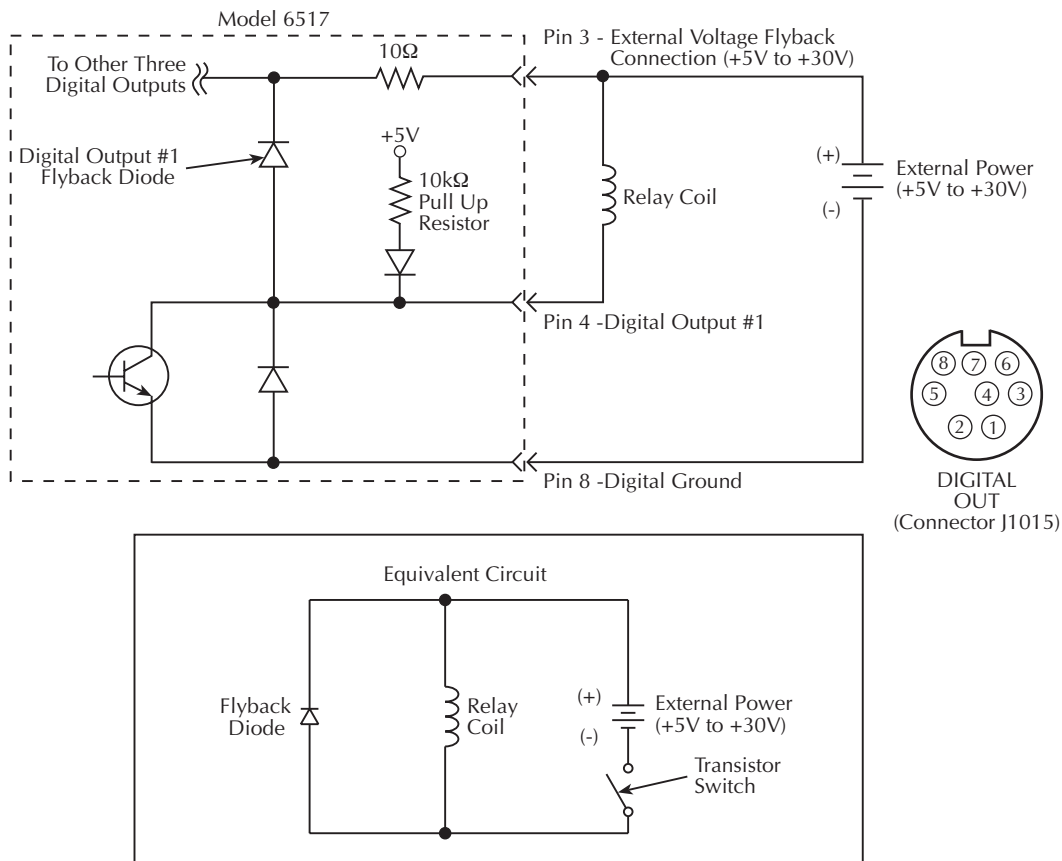 Model 6517
To Other Three
Digital Outputs
10Ω
Pin 3 - External Voltage Flyback
Connection (+5V to +30V)
Digital Output #1
Flyback Diode
+5V
10kΩ
Pull Up
Resistor
Relay Coil
(+)
(-)
External Power
(+5V to +30V)
Pin 4 -Digital Output #1
Pin 8 -Digital Ground
8 7 6
5 4 3
2 1
DIGITAL
OUT
(Connector J1015)
Equivalent Circuit
Flyback
Diode
Relay
Coil
(+)
(-)
External Power
(+5V to +30V)
Transistor
Switch